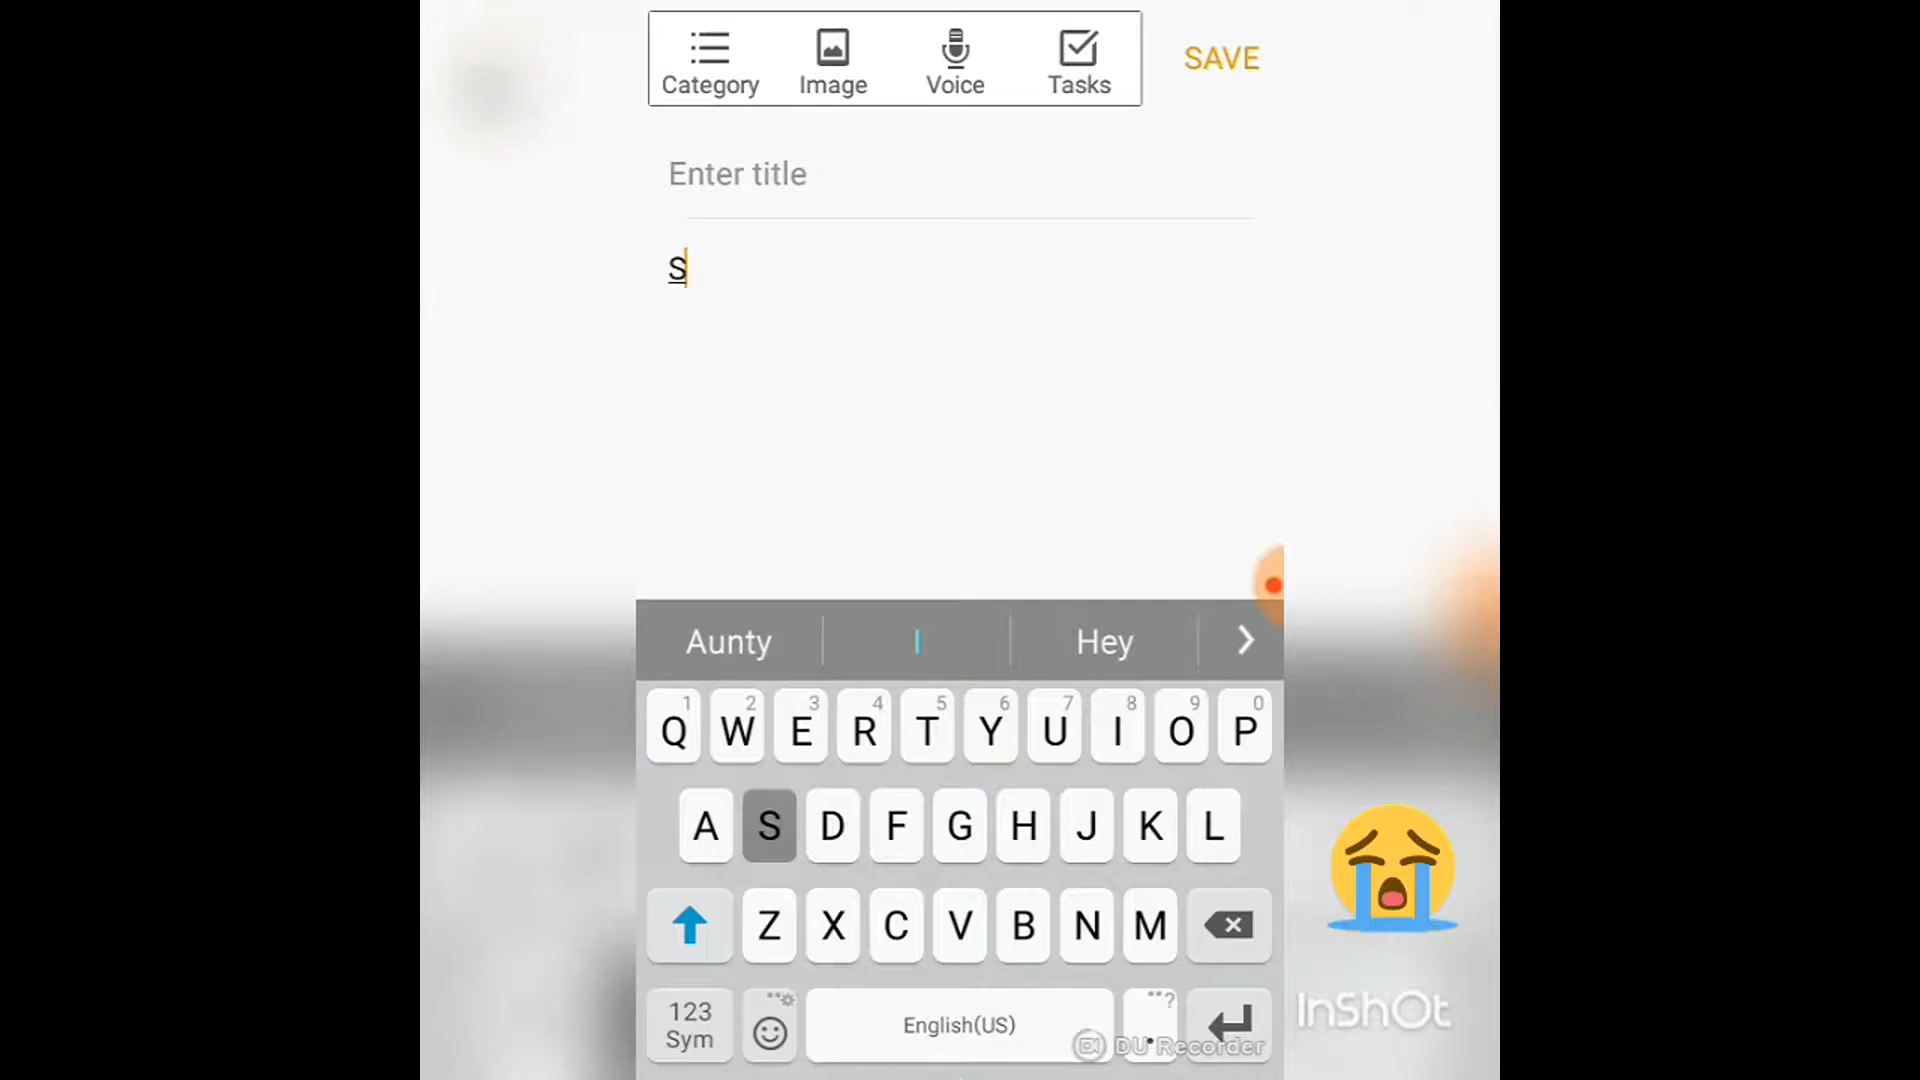 Category Image Voice Tasks SAVE
Enter title
S
Aunty I Hey
1 2 3 4 5 6 7 8 9 0
Q W E R T Y U I O P
A S D F G H J K L
Z X C V B N M
123
Sym
English(US)
. ?
DU Recorder
InShOt